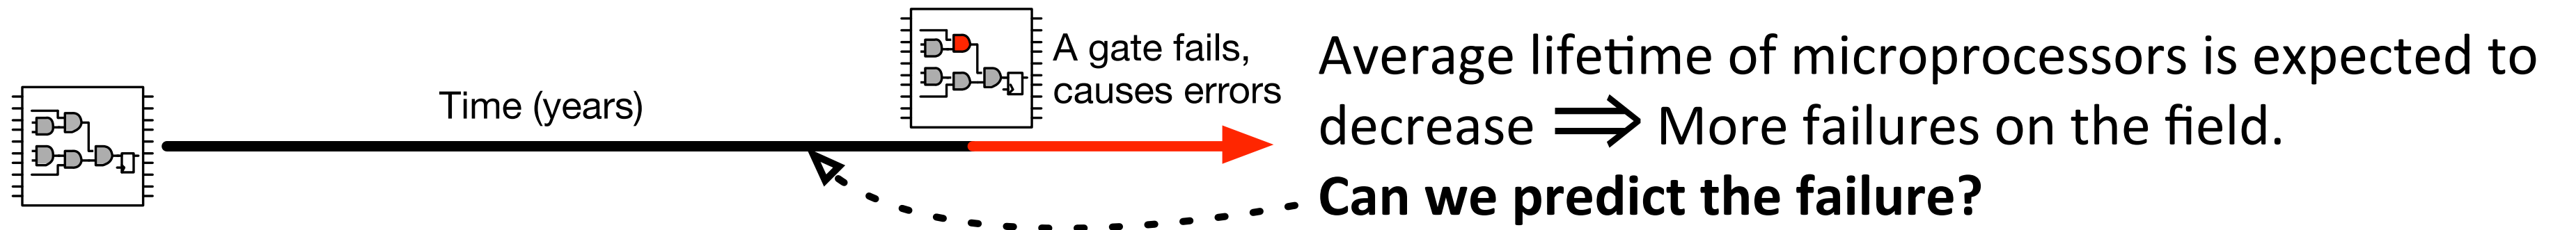 Time (years)
A gate fails,
causes errors
Average lifetime of microprocessors is expected to
decrease ⇒ More failures on the field.
Can we predict the failure?